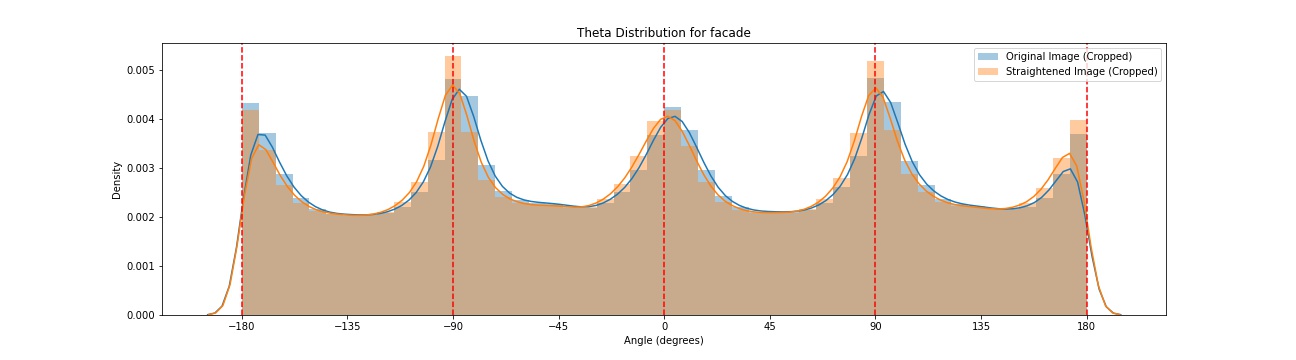 Theta Distribution for facade
Original Image (Cropped)
Straightened Image (Cropped)
Density
0.005
0.004
0.003
0.002
0.001
0.000
−180 −135 −90 −45 0 45 90 135 180
Angle (degrees)